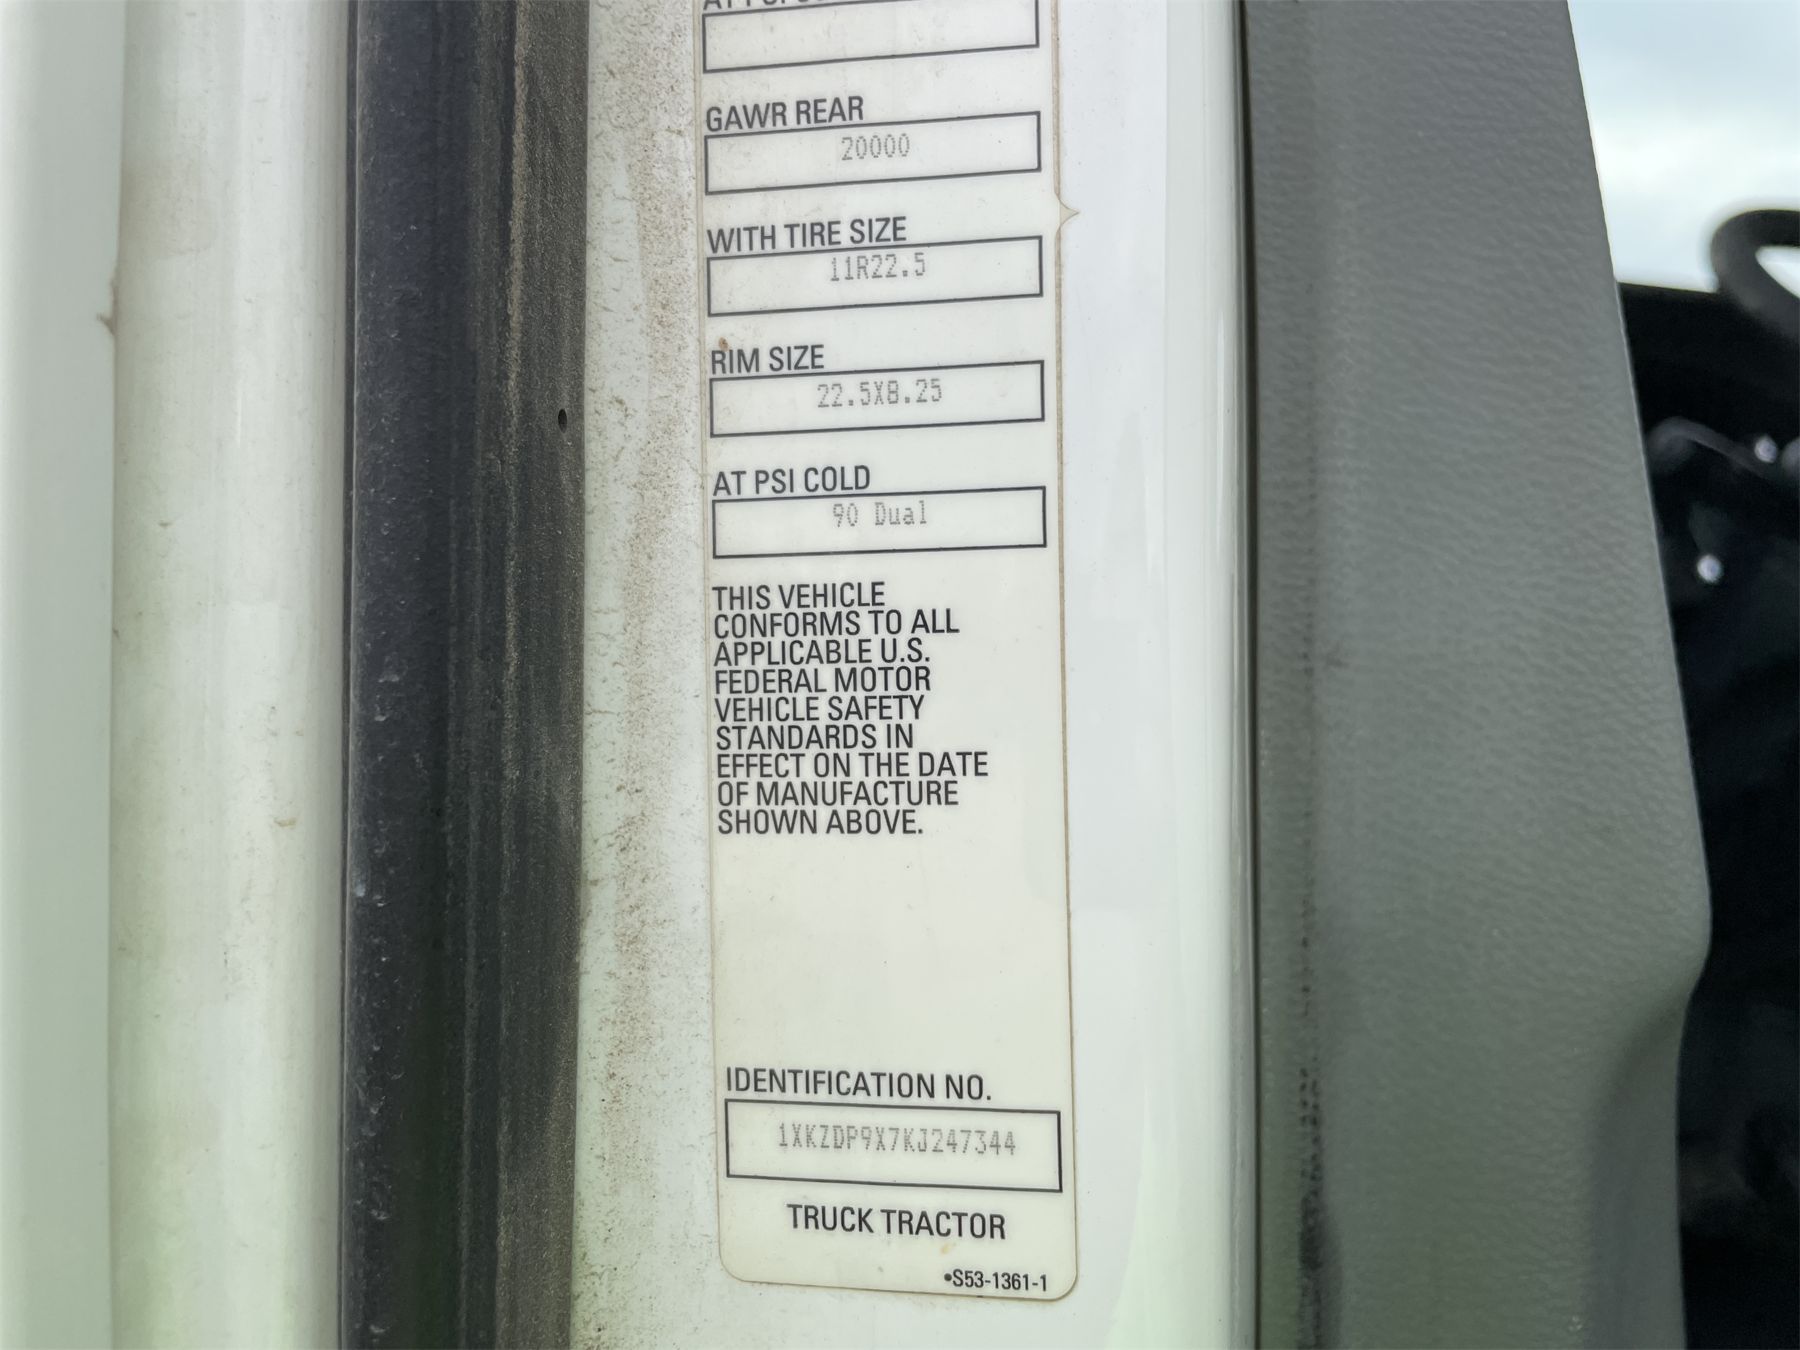 GAWR REAR
20000
WITH TIRE SIZE
11R22.5
RIM SIZE
22.5X8.25
AT PSI COLD
90 Dual
THIS VEHICLE
CONFORMS TO ALL
APPLICABLE U.S.
FEDERAL MOTOR
VEHICLE SAFETY
STANDARDS IN
EFFECT ON THE DATE
OF MANUFACTURE
SHOWN ABOVE.
IDENTIFICATION NO.
1XKZDP9X7KJ247344
TRUCK TRACTOR
•S53-1361-1